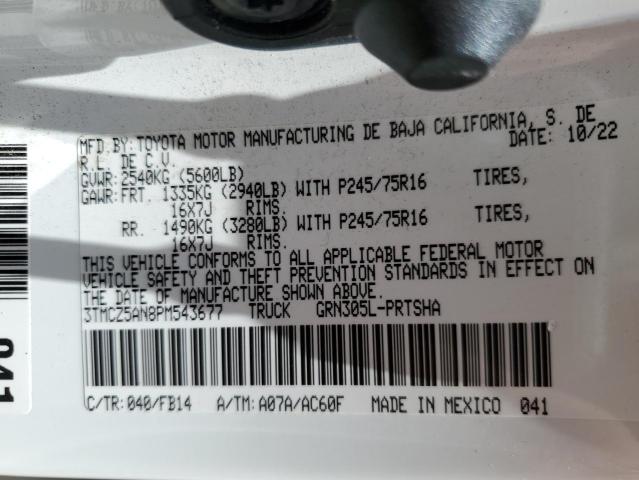 MFD. BY: TOYOTA MOTOR MANUFACTURING DE BAJA CALIFORNIA, S. DE
R L. DE C.V. DATE: 10/22
GVWR: 2540KG (5600LB)
GAWR: FRT. 1335KG (2940LB) WITH P245/75R16 TIRES,
16X7J RIMS.
RR. 1490KG (3280LB) WITH P245/75R16 TIRES,
16X7J RIMS.
THIS VEHICLE CONFORMS TO ALL APPLICABLE FEDERAL MOTOR
VEHICLE SAFETY AND THEFT PREVENTION STANDARDS IN EFFECT ON
THE DATE OF MANUFACTURE SHOWN ABOVE.
3TMCZ5AN8PM543677 TRUCK GRN305L-PRTSHA
C/TR: 040/FB14 A/TM: A07A/AC60F MADE IN MEXICO 041
041